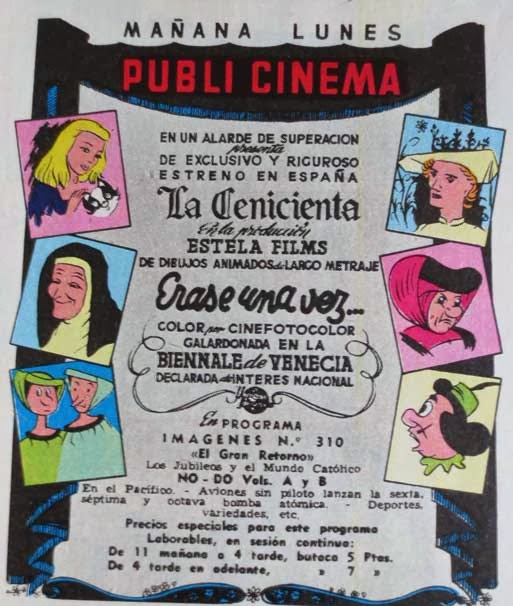 MAÑANA LUNES
PUBLI CINEMA
EN UN ALARDE DE SUPERACION
presenta
DE EXCLUSIVO Y RIGUROSO
ESTRENO EN ESPAÑA
La Cenicienta
En la producción
ESTELA FILMS
DE DIBUJOS ANIMADOS de LARGO METRAJE
Erase una vez...
COLOR por CINEFOTOCOLOR
GALARDONADA EN LA
BIENNALE de VENECIA
DECLARADA de INTERES NACIONAL
En PROGRAMA
IMAGENES N.º 310
«El Gran Retorno»
Los Jubileos y el Mundo Católico
NO-DO Vols. A y B
En el Pacífico. - Aviones sin piloto lanzan la sexta,
séptima y octava bomba atómica. - Deportes,
variedades, etc.
Precios especiales para este programa
Laborables, en sesión continua:
De 11 mañana a 4 tarde, butaca 5 Ptas.
De 4 tarde en adelante, » 7 »